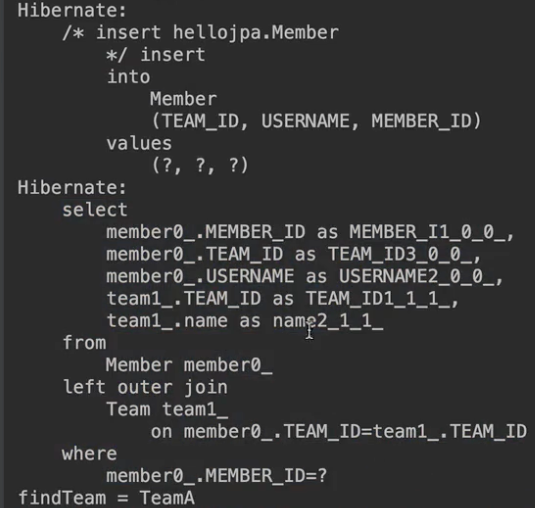 Hibernate:
/* insert hellojpa.Member
*/ insert
into
Member
(TEAM_ID, USERNAME, MEMBER_ID)
values
(?, ?, ?)
Hibernate:
select
member0_.MEMBER_ID as MEMBER_I1_0_0_,
member0_.TEAM_ID as TEAM_ID3_0_0_,
member0_.USERNAME as USERNAME2_0_0_,
team1_.TEAM_ID as TEAM_ID1_1_1_,
team1_.name as name2_1_1_
from
Member member0_
left outer join
Team team1_
on member0_.TEAM_ID=team1_.TEAM_ID
where
member0_.MEMBER_ID=?
findTeam = TeamA